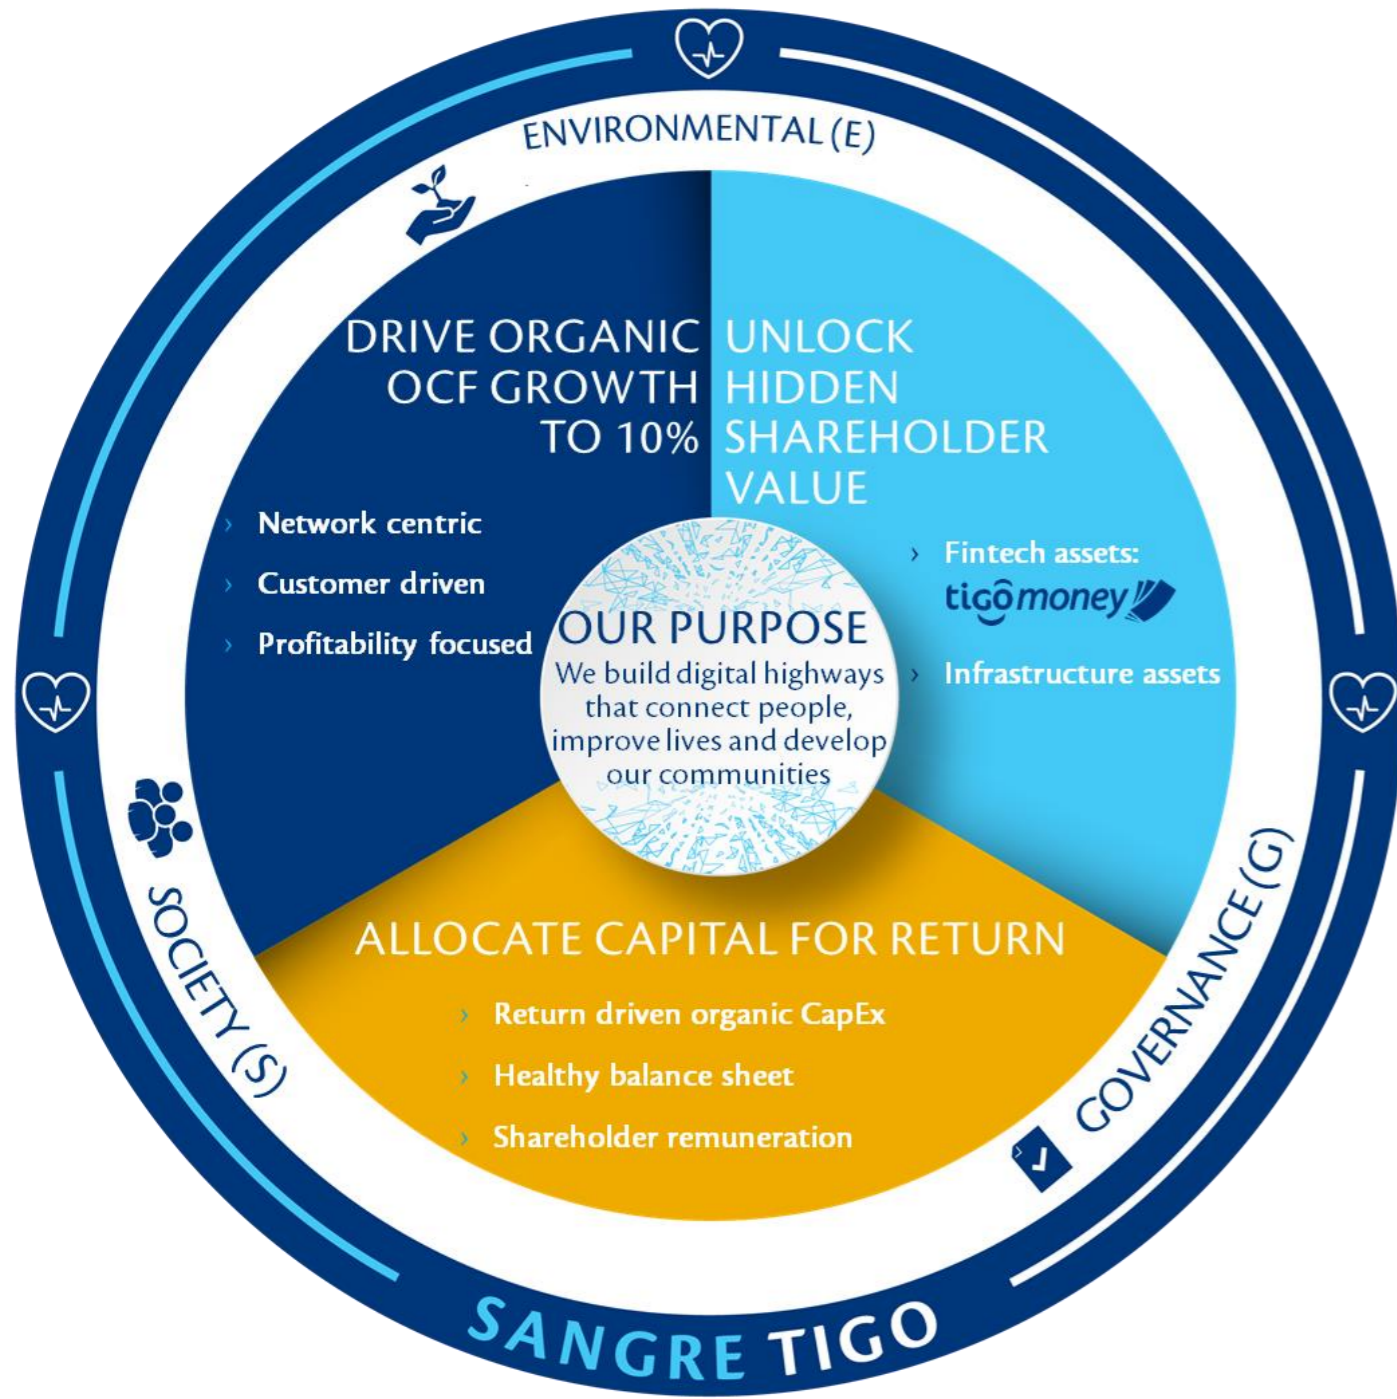 ENVIRONMENTAL (E)
DRIVE ORGANIC
OCF GROWTH
TO 10%
› Network centric
› Customer driven
› Profitability focused
UNLOCK
HIDDEN
SHAREHOLDER
VALUE
› Fintech assets:
tigo money
› Infrastructure assets
OUR PURPOSE
We build digital highways
that connect people,
improve lives and develop
our communities
ALLOCATE CAPITAL FOR RETURN
› Return driven organic CapEx
› Healthy balance sheet
› Shareholder remuneration
SOCIETY (S)
GOVERNANCE (G)
SANGRE TIGO